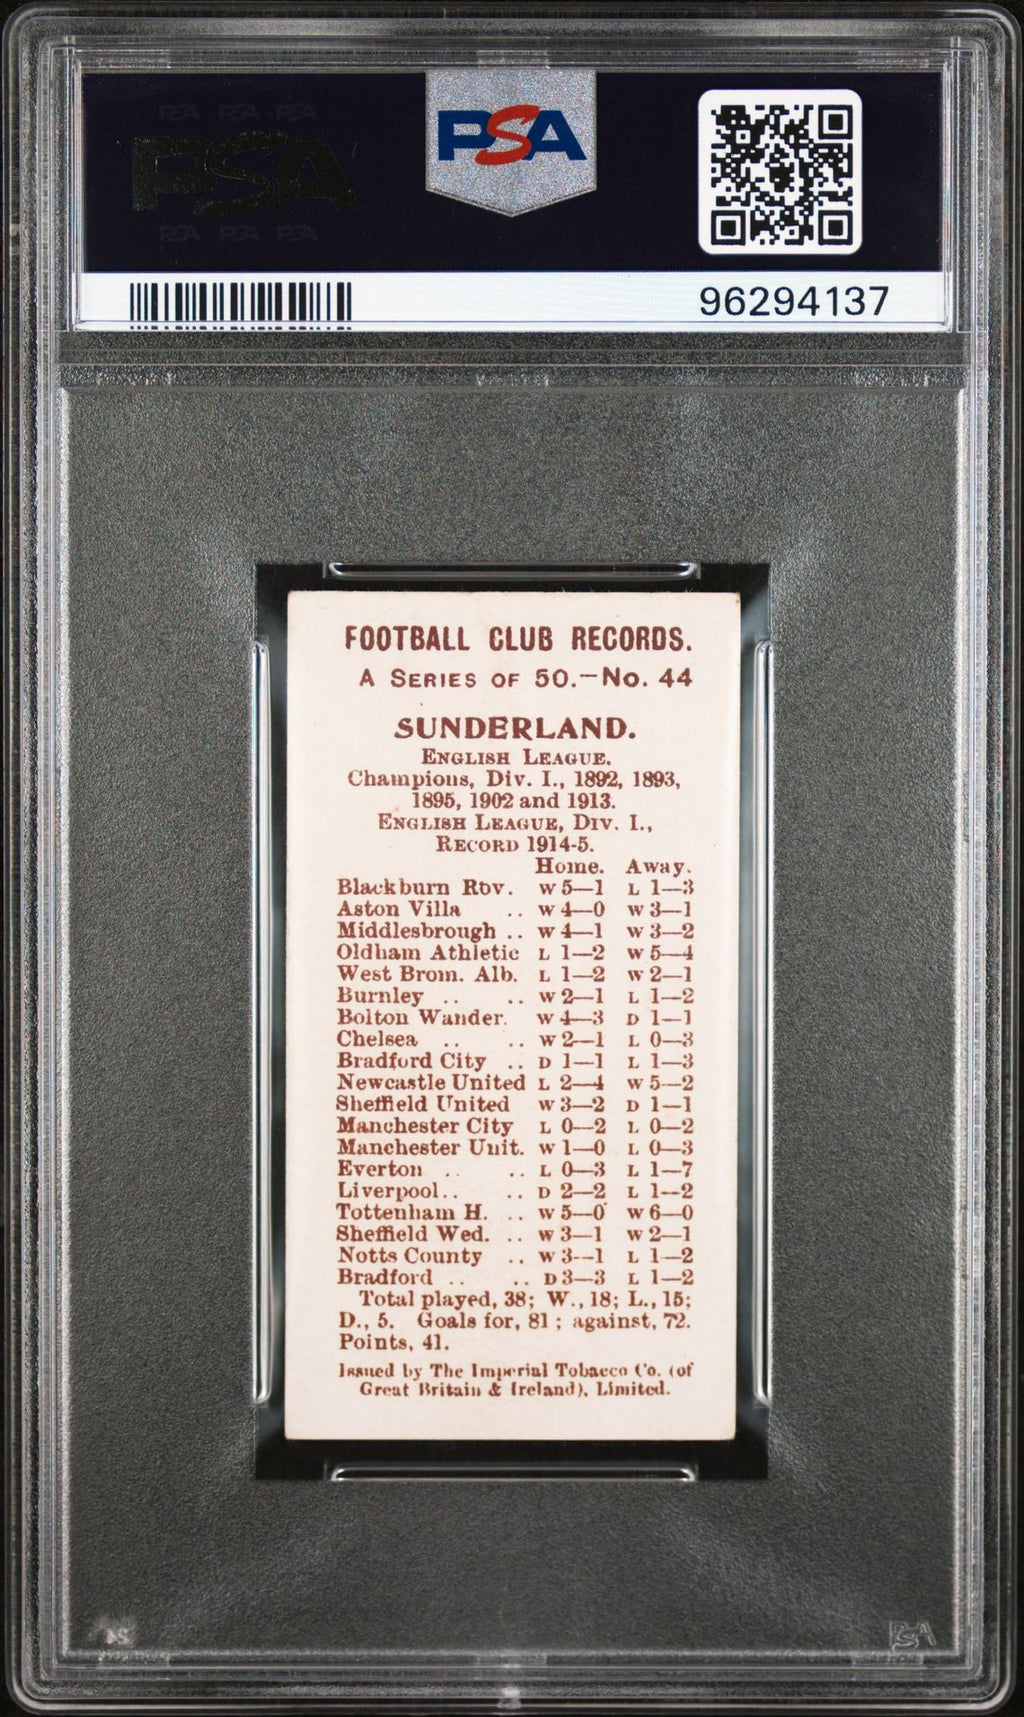 PSA PSA PSA
PSA
PSA PSA PSA
PSA
96294137
FOOTBALL CLUB RECORDS.
A SERIES OF 50.—No. 44
SUNDERLAND.
ENGLISH LEAGUE.
Champions, Div. I., 1892, 1893,
1895, 1902 and 1913.
ENGLISH LEAGUE, DIV. I.,
RECORD 1914-5.
Home. Away.
Blackburn Rov. W 5—1 L 1—3
Aston Villa .. W 4—0 W 3—1
Middlesbrough .. W 4—1 W 3—2
Oldham Athletic L 1—2 W 5—4
West Brom. Alb. L 1—2 W 2—1
Burnley .. .. W 2—1 L 1—2
Bolton Wander. W 4—3 D 1—1
Chelsea .. .. W 2—1 L 0—3
Bradford City .. D 1—1 L 1—3
Newcastle United L 2—4 W 5—2
Sheffield United W 3—2 D 1—1
Manchester City L 0—2 L 0—2
Manchester Unit. W 1—0 L 0—3
Everton .. .. L 0—3 L 1—7
Liverpool.. .. D 2—2 L 1—2
Tottenham H. .. W 5—0 W 6—0
Sheffield Wed. .. W 3—1 W 2—1
Notts County .. W 3—1 L 1—2
Bradford .. .. D 3—3 L 1—2
Total played, 38; W., 18; L., 15;
D., 5. Goals for, 81; against, 72.
Points, 41.
Issued by The Imperial Tobacco Co. (of
Great Britain & Ireland), Limited.
PSA